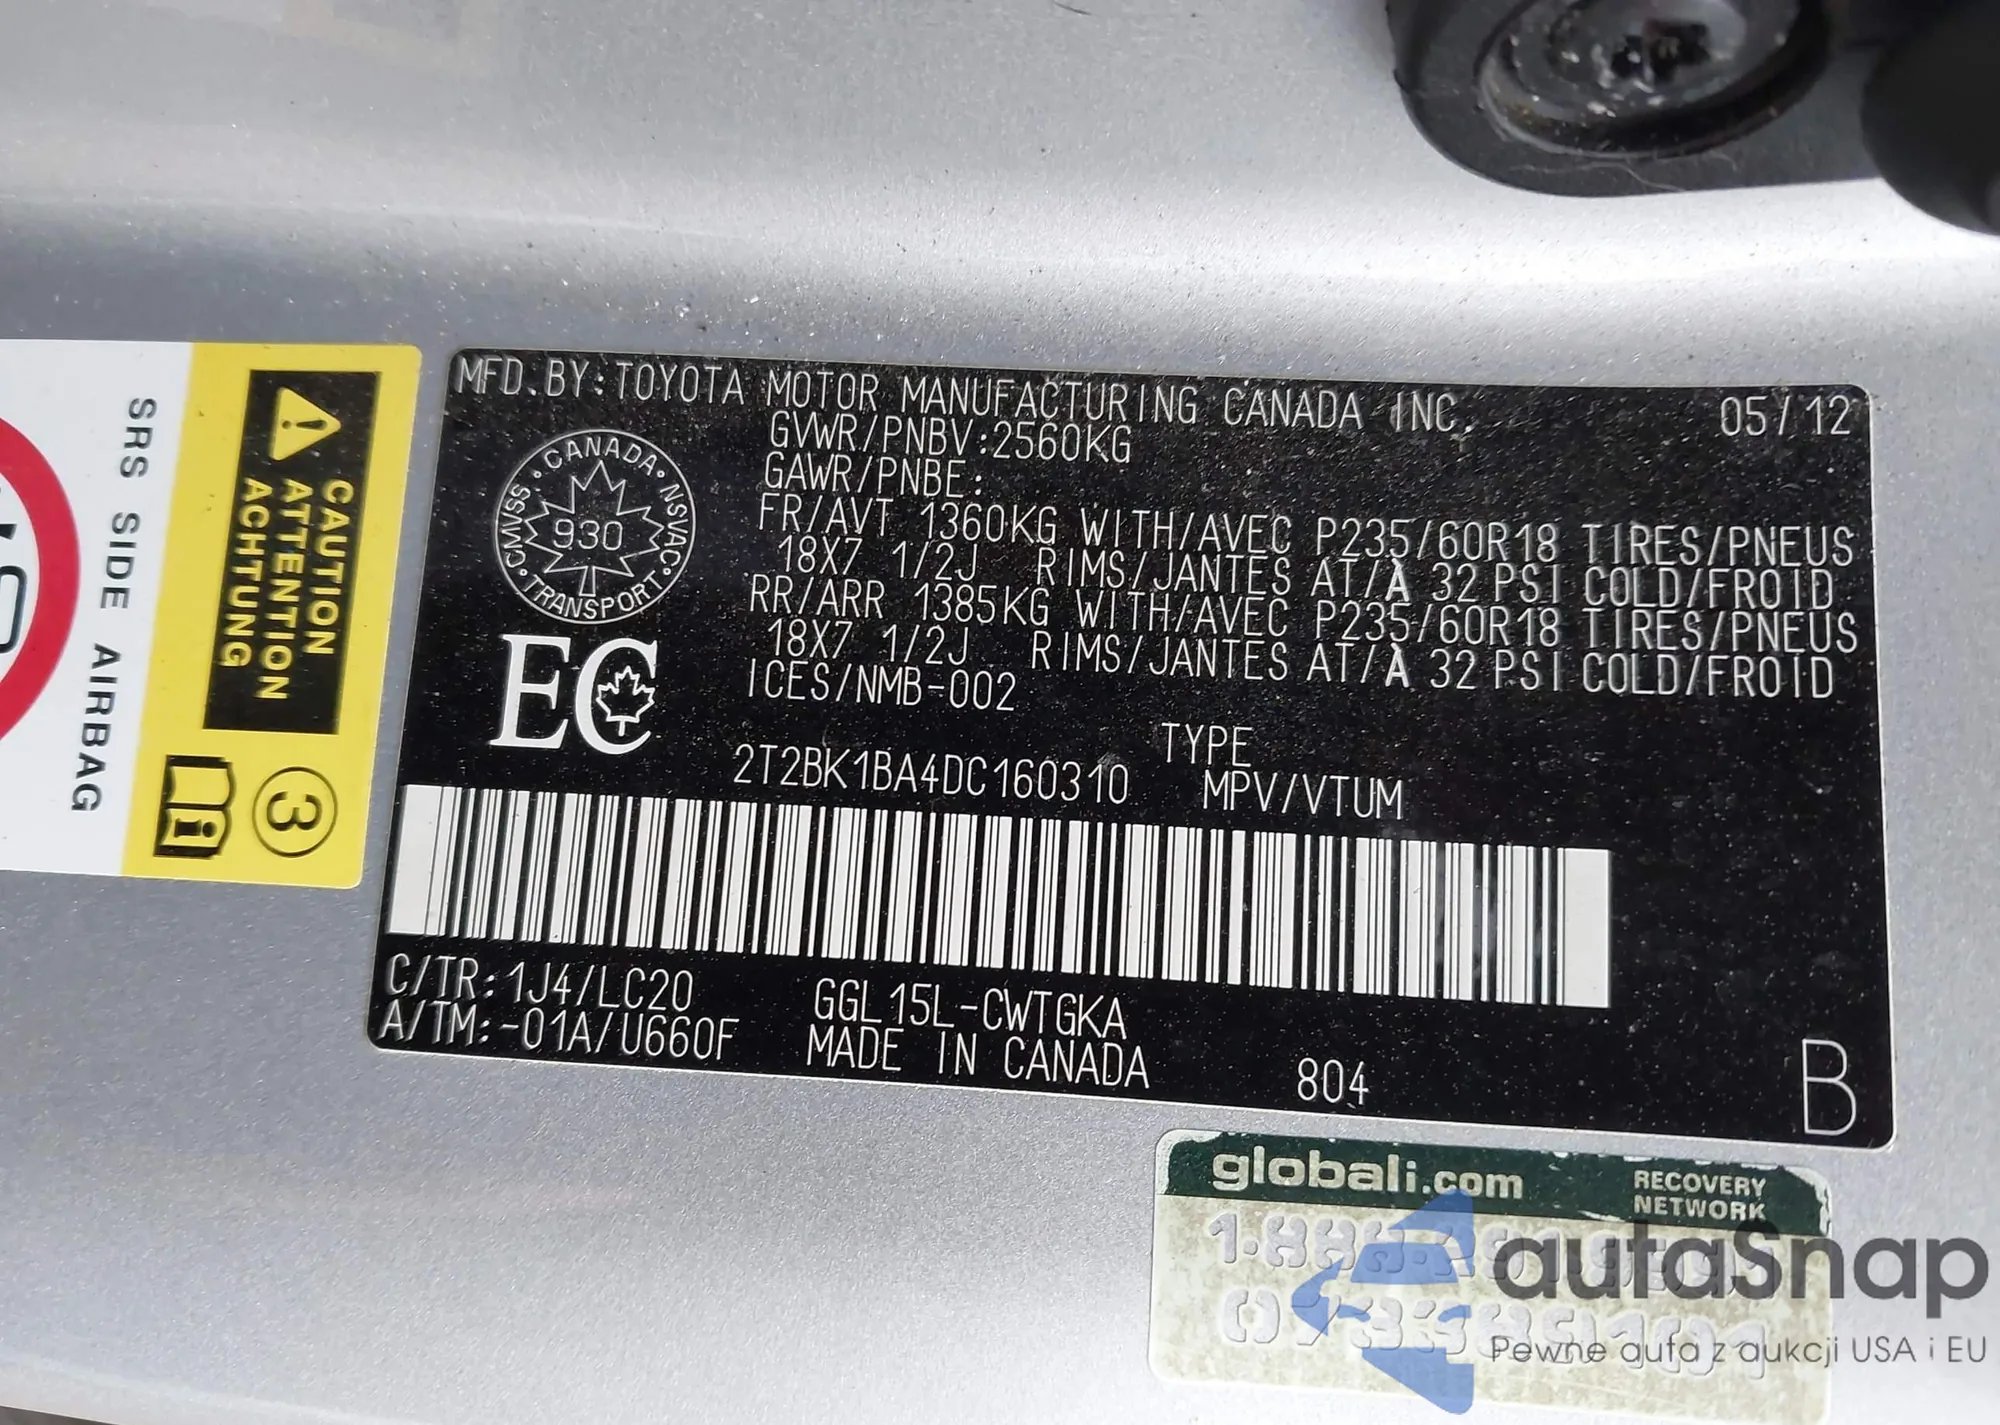 MFD.BY:TOYOTA MOTOR MANUFACTURING CANADA INC. 05/12
GVWR/PNBV:2560KG
GAWR/PNBE:
FR/AVT 1360KG WITH/AVEC P235/60R18 TIRES/PNEUS
18X7 1/2J RIMS/JANTES AT/À 32 PSI COLD/FROID
RR/ARR 1385KG WITH/AVEC P235/60R18 TIRES/PNEUS
18X7 1/2J RIMS/JANTES AT/À 32 PSI COLD/FROID
ICES/NMB-002
CANADA
NSVAC
TRANSPORT
CMVSS
930
EC
TYPE
2T2BK1BA4DC160310 MPV/VTUM
C/TR:1J4/LC20 GGL15L-CWTGKA
A/TM:-01A/U660F MADE IN CANADA 804 B
CAUTION
ATTENTION
ACHTUNG
3
SRS SIDE AIRBAG
globali.com RECOVERY
NETWORK
autoSnap
Pewne auta z aukcji USA i EU